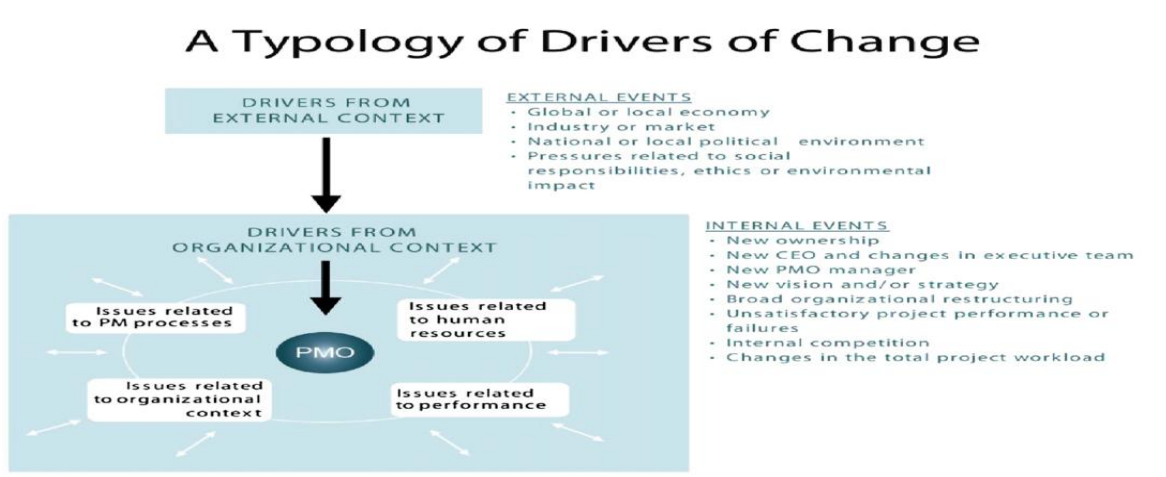 A Typology of Drivers of Change
DRIVERS FROM
EXTERNAL CONTEXT
EXTERNAL EVENTS
• Global or local economy
• Industry or market
• National or local political environment
• Pressures related to social
responsibilities, ethics or environmental
impact
DRIVERS FROM
ORGANIZATIONAL CONTEXT
Issues related
to PM processes
Issues related
to human
resources
PMO
Issues related
to organizational
context
Issues related
to performance
INTERNAL EVENTS
• New ownership
• New CEO and changes in executive team
• New PMO manager
• New vision and/or strategy
• Broad organizational restructuring
• Unsatisfactory project performance or
failures
• Internal competition
• Changes in the total project workload